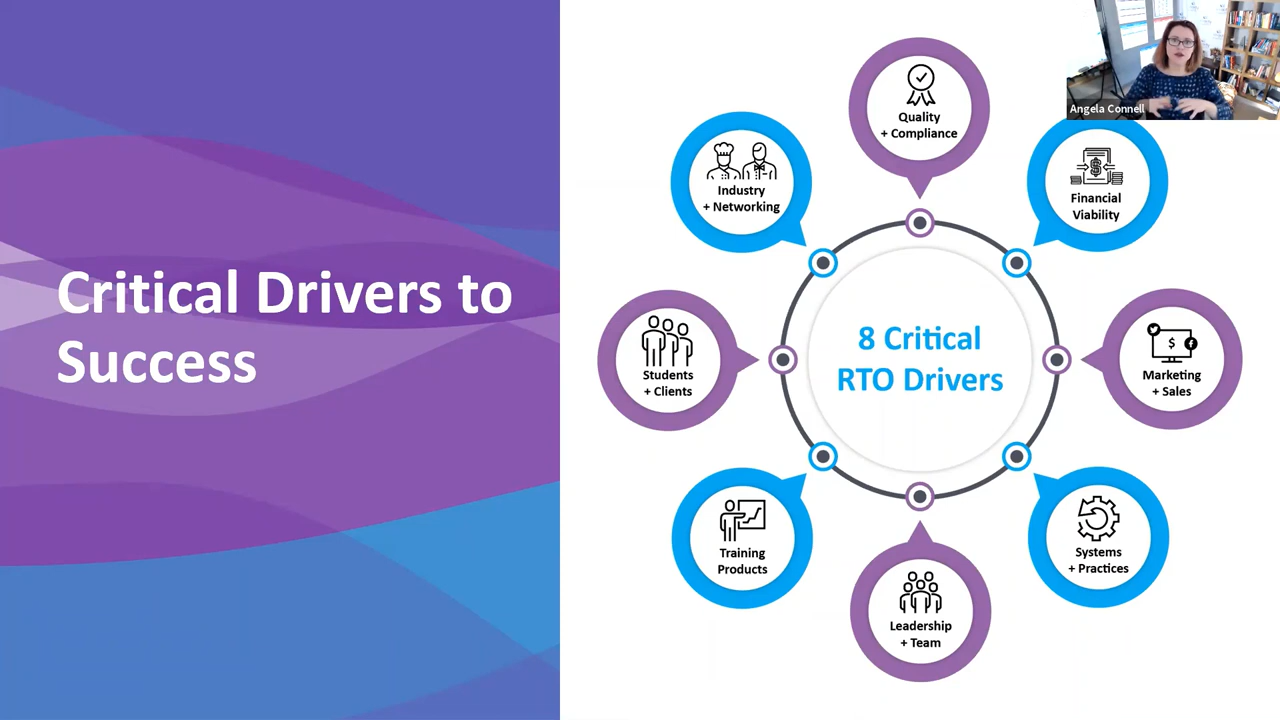 Critical Drivers to
Success
8 Critical
RTO Drivers
Quality
+ Compliance
Financial
Viability
Marketing
+ Sales
Systems
+ Practices
Leadership
+ Team
Training
Products
Students
+ Clients
Industry
+ Networking
Angela Connell